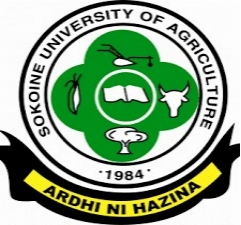 SOKOINE UNIVERSITY OF AGRICULTURE
· 1984 ·
ARDHI NI HAZINA